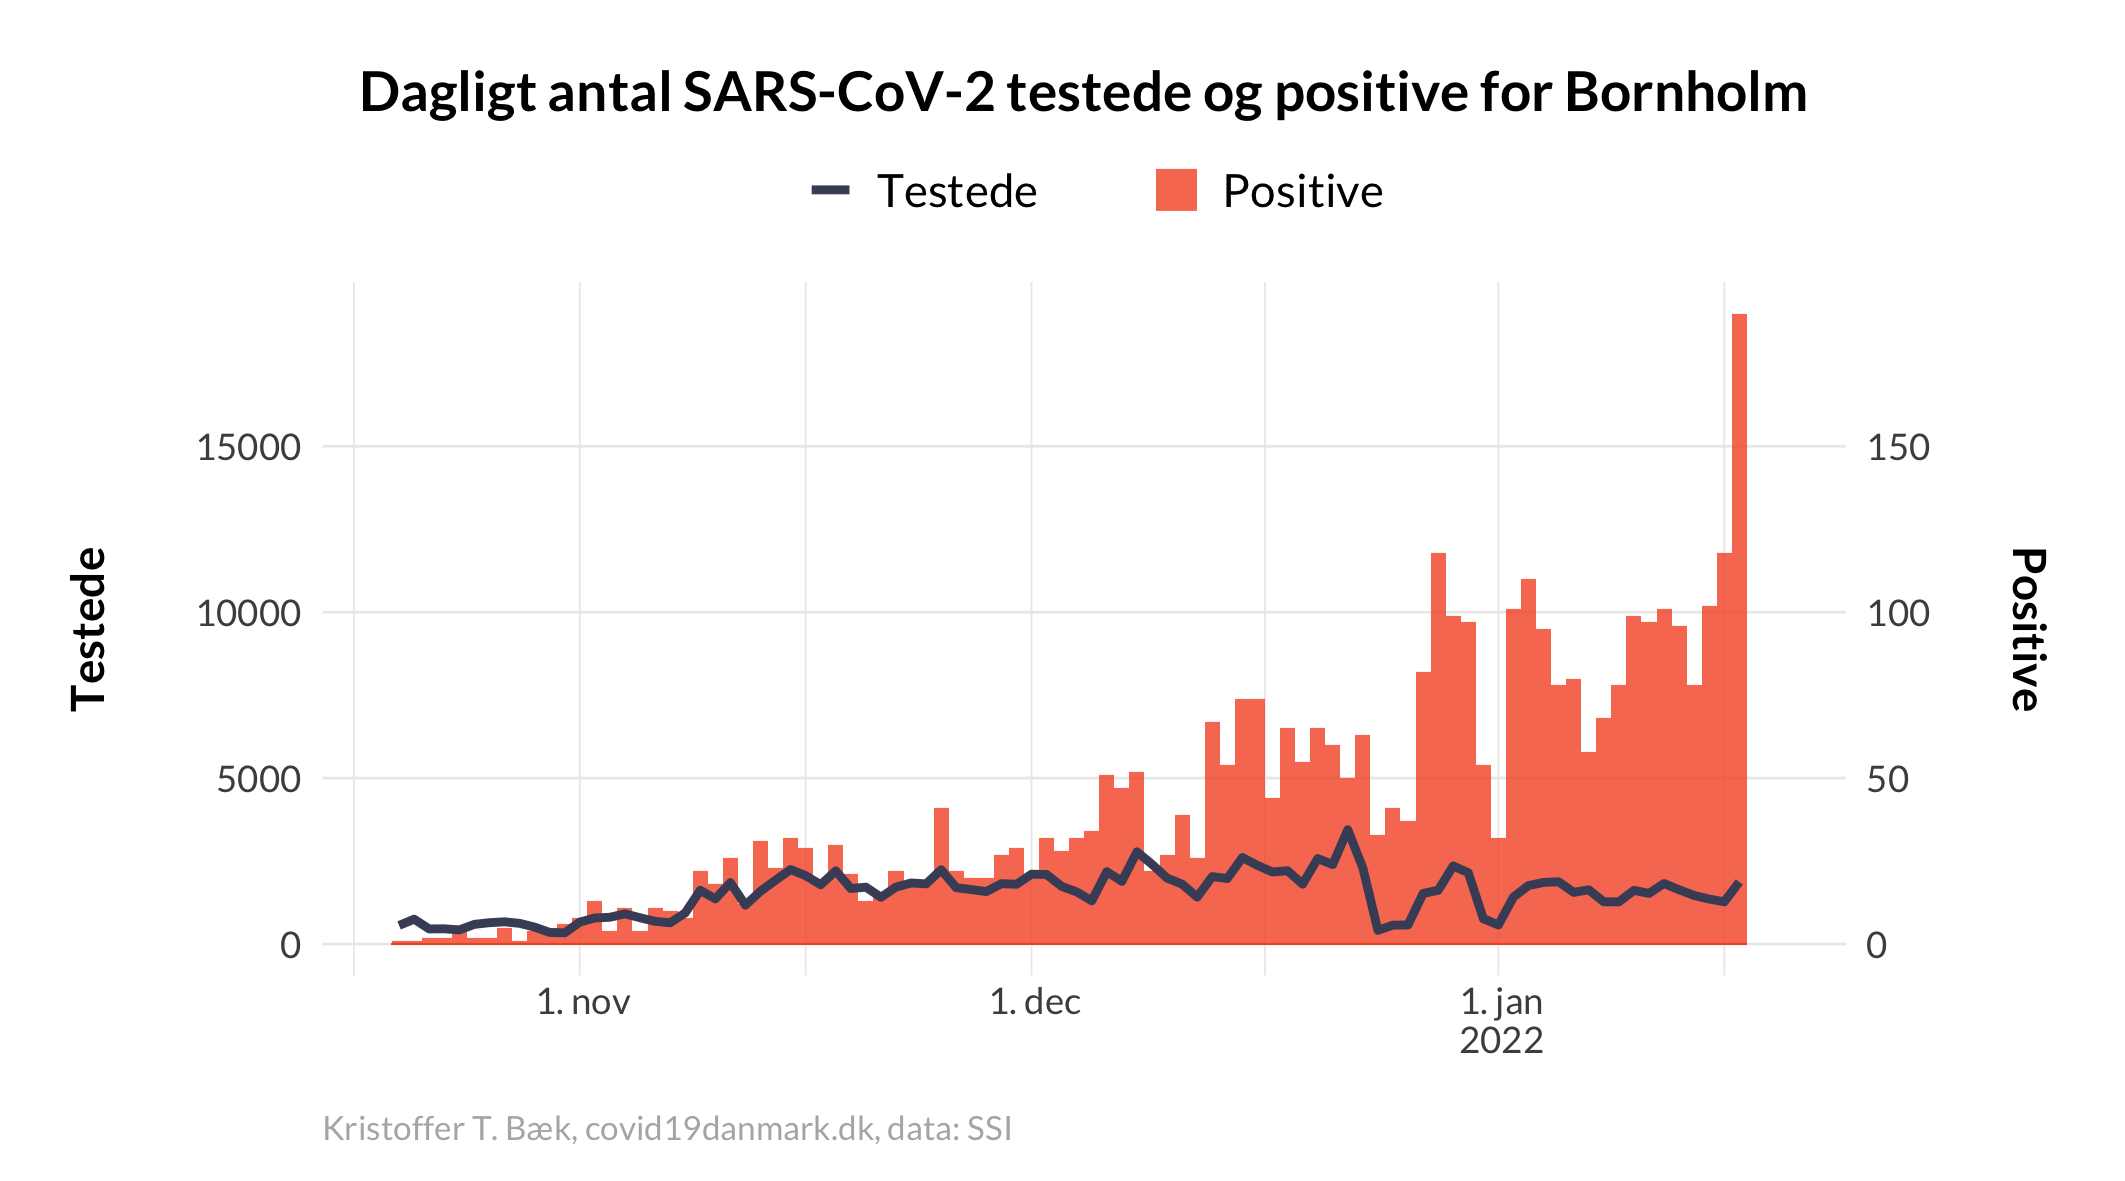 Dagligt antal SARS-CoV-2 testede og positive for Bornholm
Testede
Positive
15000
10000
5000
0
Testede
150
100
50
0
Positive
1. nov
1. dec
1. jan
2022
Kristoffer T. Bæk, covid19danmark.dk, data: SSI